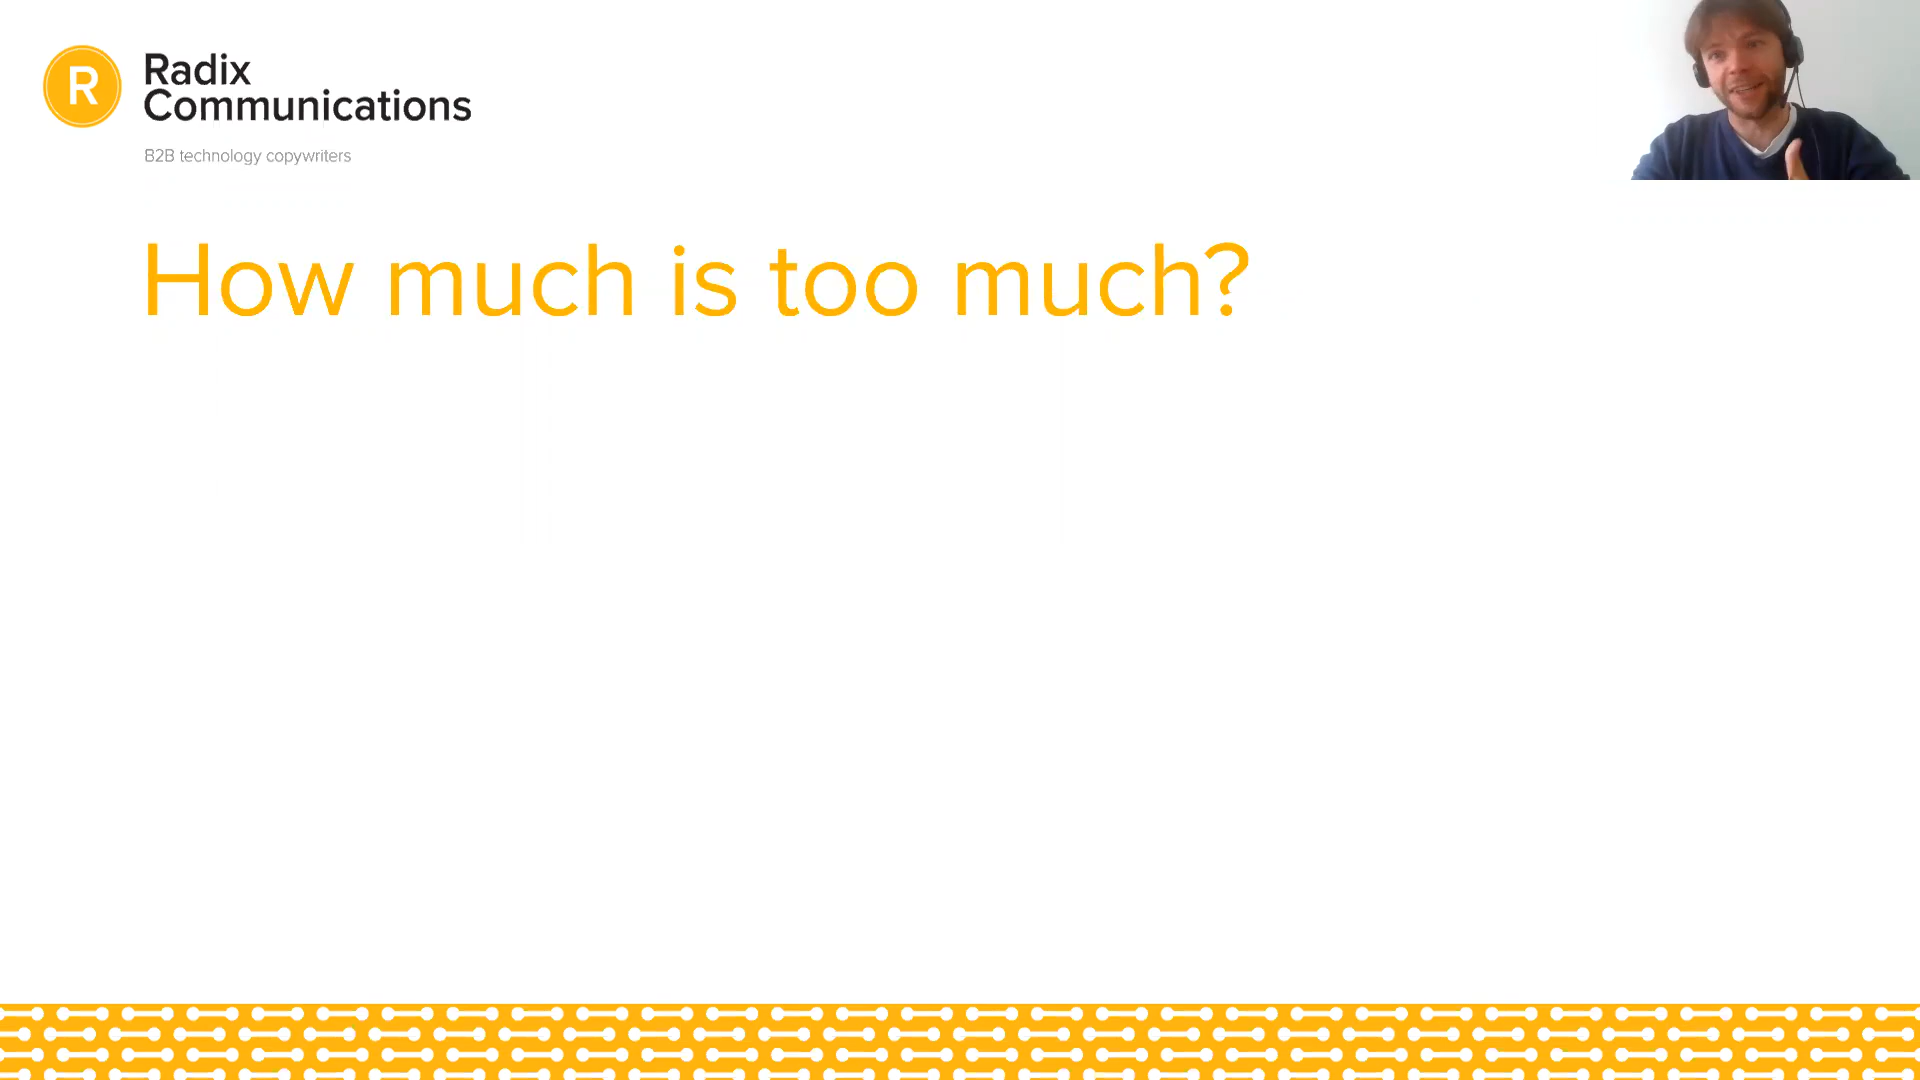 R
Radix
Communications
B2B technology copywriters
How much is too much?